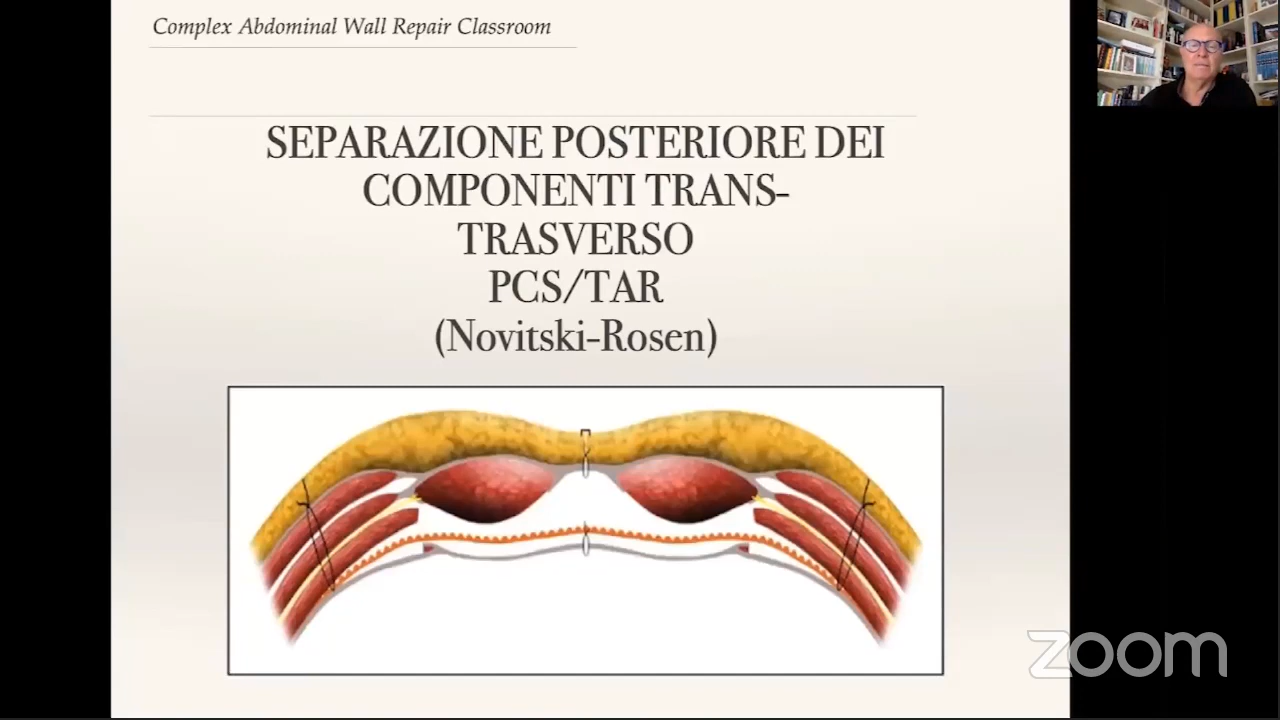 Complex Abdominal Wall Repair Classroom
SEPARAZIONE POSTERIORE DEI
COMPONENTI TRANS-
TRASVERSO
PCS/TAR
(Novitski-Rosen)
zoom